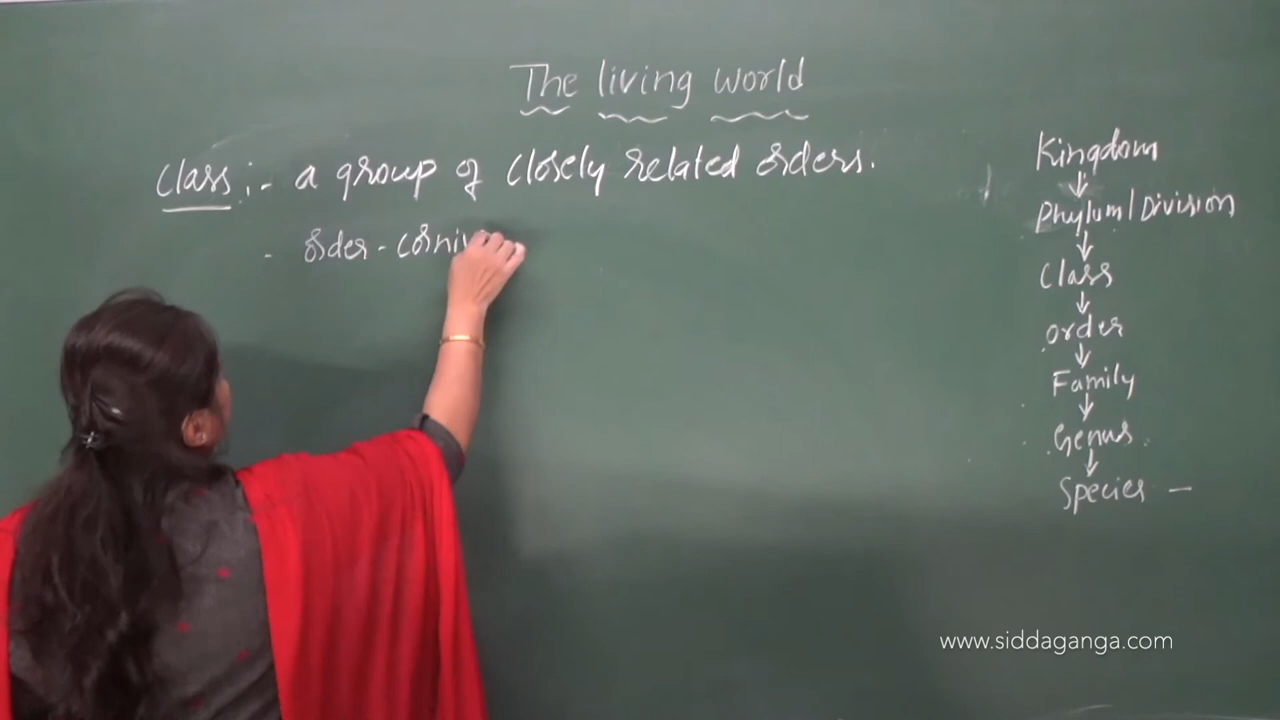 The living world
Class :- a group of closely related orders.
- Order - Corniv
Kingdom
↓
Phylum/Division
↓
Class
↓
order
↓
Family
↓
Genus
↓
Species -
www.siddaganga.com